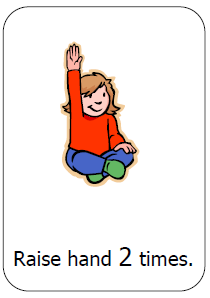 Raise hand 2 times.